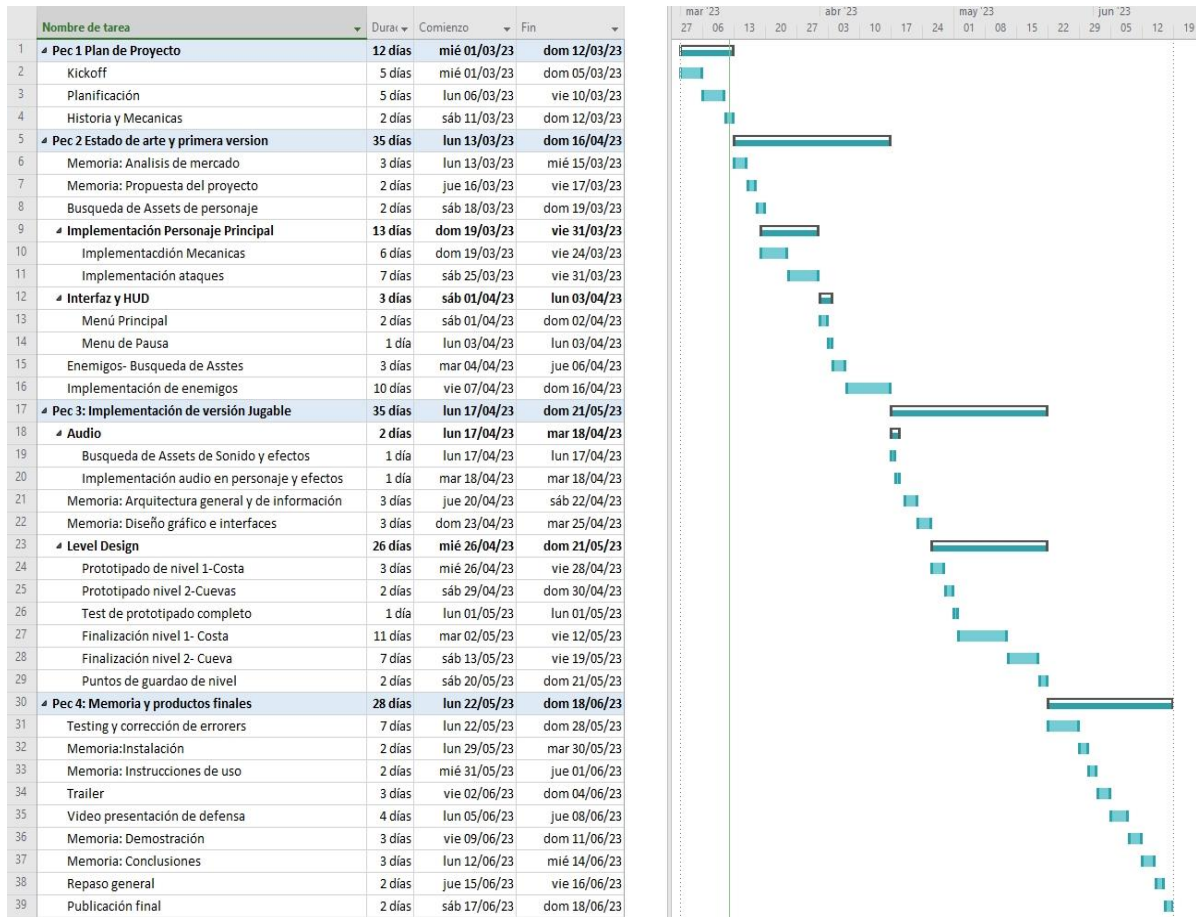 Nombre de tarea Durac Comienzo Fin
mar '23 abr '23 may '23 jun '23
27 06 13 20 27 03 10 17 24 01 08 15 22 29 05 12 19
1 Pec 1 Plan de Proyecto 12 días mié 01/03/23 dom 12/03/23
2 Kickoff 5 días mié 01/03/23 dom 05/03/23
3 Planificación 5 días lun 06/03/23 vie 10/03/23
4 Historia y Mecanicas 2 días sáb 11/03/23 dom 12/03/23
5 Pec 2 Estado de arte y primera version 35 días lun 13/03/23 dom 16/04/23
6 Memoria: Analisis de mercado 3 días lun 13/03/23 mié 15/03/23
7 Memoria: Propuesta del proyecto 2 días jue 16/03/23 vie 17/03/23
8 Busqueda de Assets de personaje 2 días sáb 18/03/23 dom 19/03/23
9 Implementación Personaje Principal 13 días dom 19/03/23 vie 31/03/23
10 Implementacdión Mecanicas 6 días dom 19/03/23 vie 24/03/23
11 Implementación ataques 7 días sáb 25/03/23 vie 31/03/23
12 Interfaz y HUD 3 días sáb 01/04/23 lun 03/04/23
13 Menú Principal 2 días sáb 01/04/23 dom 02/04/23
14 Menu de Pausa 1 día lun 03/04/23 lun 03/04/23
15 Enemigos- Busqueda de Asstes 3 días mar 04/04/23 jue 06/04/23
16 Implementación de enemigos 10 días vie 07/04/23 dom 16/04/23
17 Pec 3: Implementación de versión Jugable 35 días lun 17/04/23 dom 21/05/23
18 Audio 2 días lun 17/04/23 mar 18/04/23
19 Busqueda de Assets de Sonido y efectos 1 día lun 17/04/23 lun 17/04/23
20 Implementación audio en personaje y efectos 1 día mar 18/04/23 mar 18/04/23
21 Memoria: Arquitectura general y de información 3 días jue 20/04/23 sáb 22/04/23
22 Memoria: Diseño gráfico e interfaces 3 días dom 23/04/23 mar 25/04/23
23 Level Design 26 días mié 26/04/23 dom 21/05/23
24 Prototipado de nivel 1-Costa 3 días mié 26/04/23 vie 28/04/23
25 Prototipado nivel 2-Cuevas 2 días sáb 29/04/23 dom 30/04/23
26 Test de prototipado completo 1 día lun 01/05/23 lun 01/05/23
27 Finalización nivel 1- Costa 11 días mar 02/05/23 vie 12/05/23
28 Finalización nivel 2- Cueva 7 días sáb 13/05/23 vie 19/05/23
29 Puntos de guardao de nivel 2 días sáb 20/05/23 dom 21/05/23
30 Pec 4: Memoria y productos finales 28 días lun 22/05/23 dom 18/06/23
31 Testing y corrección de errorers 7 días lun 22/05/23 dom 28/05/23
32 Memoria:Instalación 2 días lun 29/05/23 mar 30/05/23
33 Memoria: Instrucciones de uso 2 días mié 31/05/23 jue 01/06/23
34 Trailer 3 días vie 02/06/23 dom 04/06/23
35 Video presentación de defensa 4 días lun 05/06/23 jue 08/06/23
36 Memoria: Demostración 3 días vie 09/06/23 dom 11/06/23
37 Memoria: Conclusiones 3 días lun 12/06/23 mié 14/06/23
38 Repaso general 2 días jue 15/06/23 vie 16/06/23
39 Publicación final 2 días sáb 17/06/23 dom 18/06/23